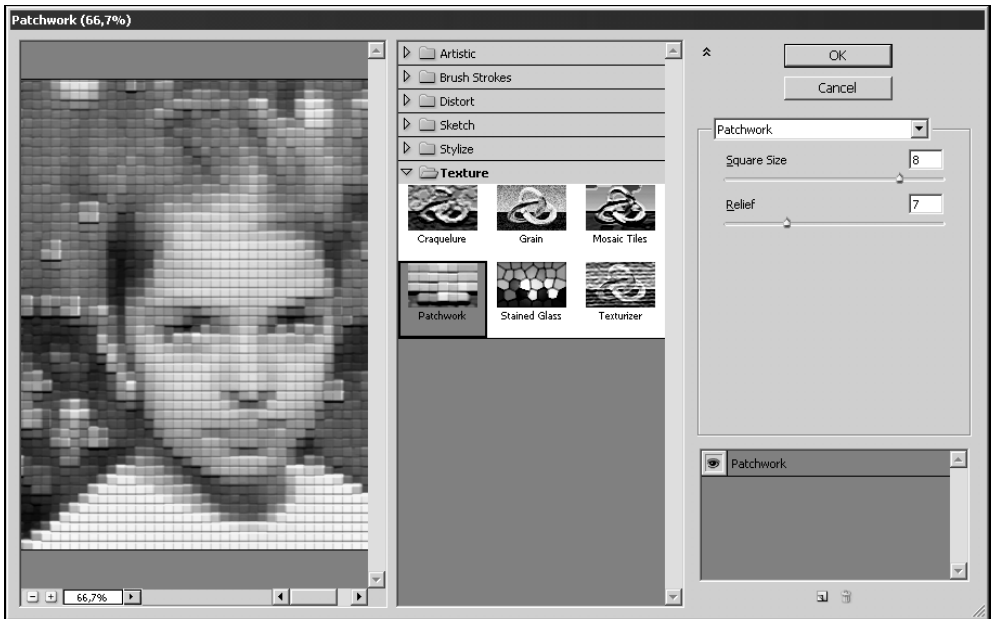 Patchwork (66,7%)
Artistic
Brush Strokes
Distort
Sketch
Stylize
Texture
Craquelure
Grain
Mosaic Tiles
Patchwork
Stained Glass
Texturizer
66,7%
OK
Cancel
Patchwork
Square Size 8
Relief 7
Patchwork